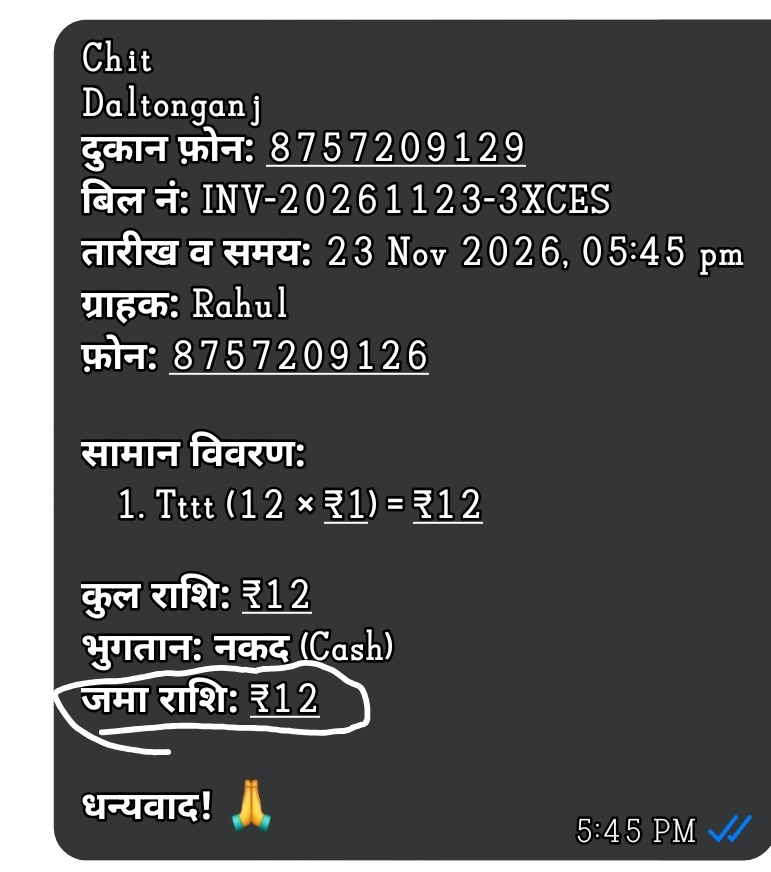 Chit
Daltonganj
दुकान फ़ोन: 8757209129
बिल नं: INV-20261123-3XCES
तारीख व समय: 23 Nov 2026, 05:45 pm
ग्राहक: Rahul
फ़ोन: 8757209126
सामान विवरण:
1. Tttt (12 × ₹1) = ₹12
कुल राशि: ₹12
भुगतान: नकद (Cash)
जमा राशि: ₹12
धन्यवाद! 🙏
5:45 PM